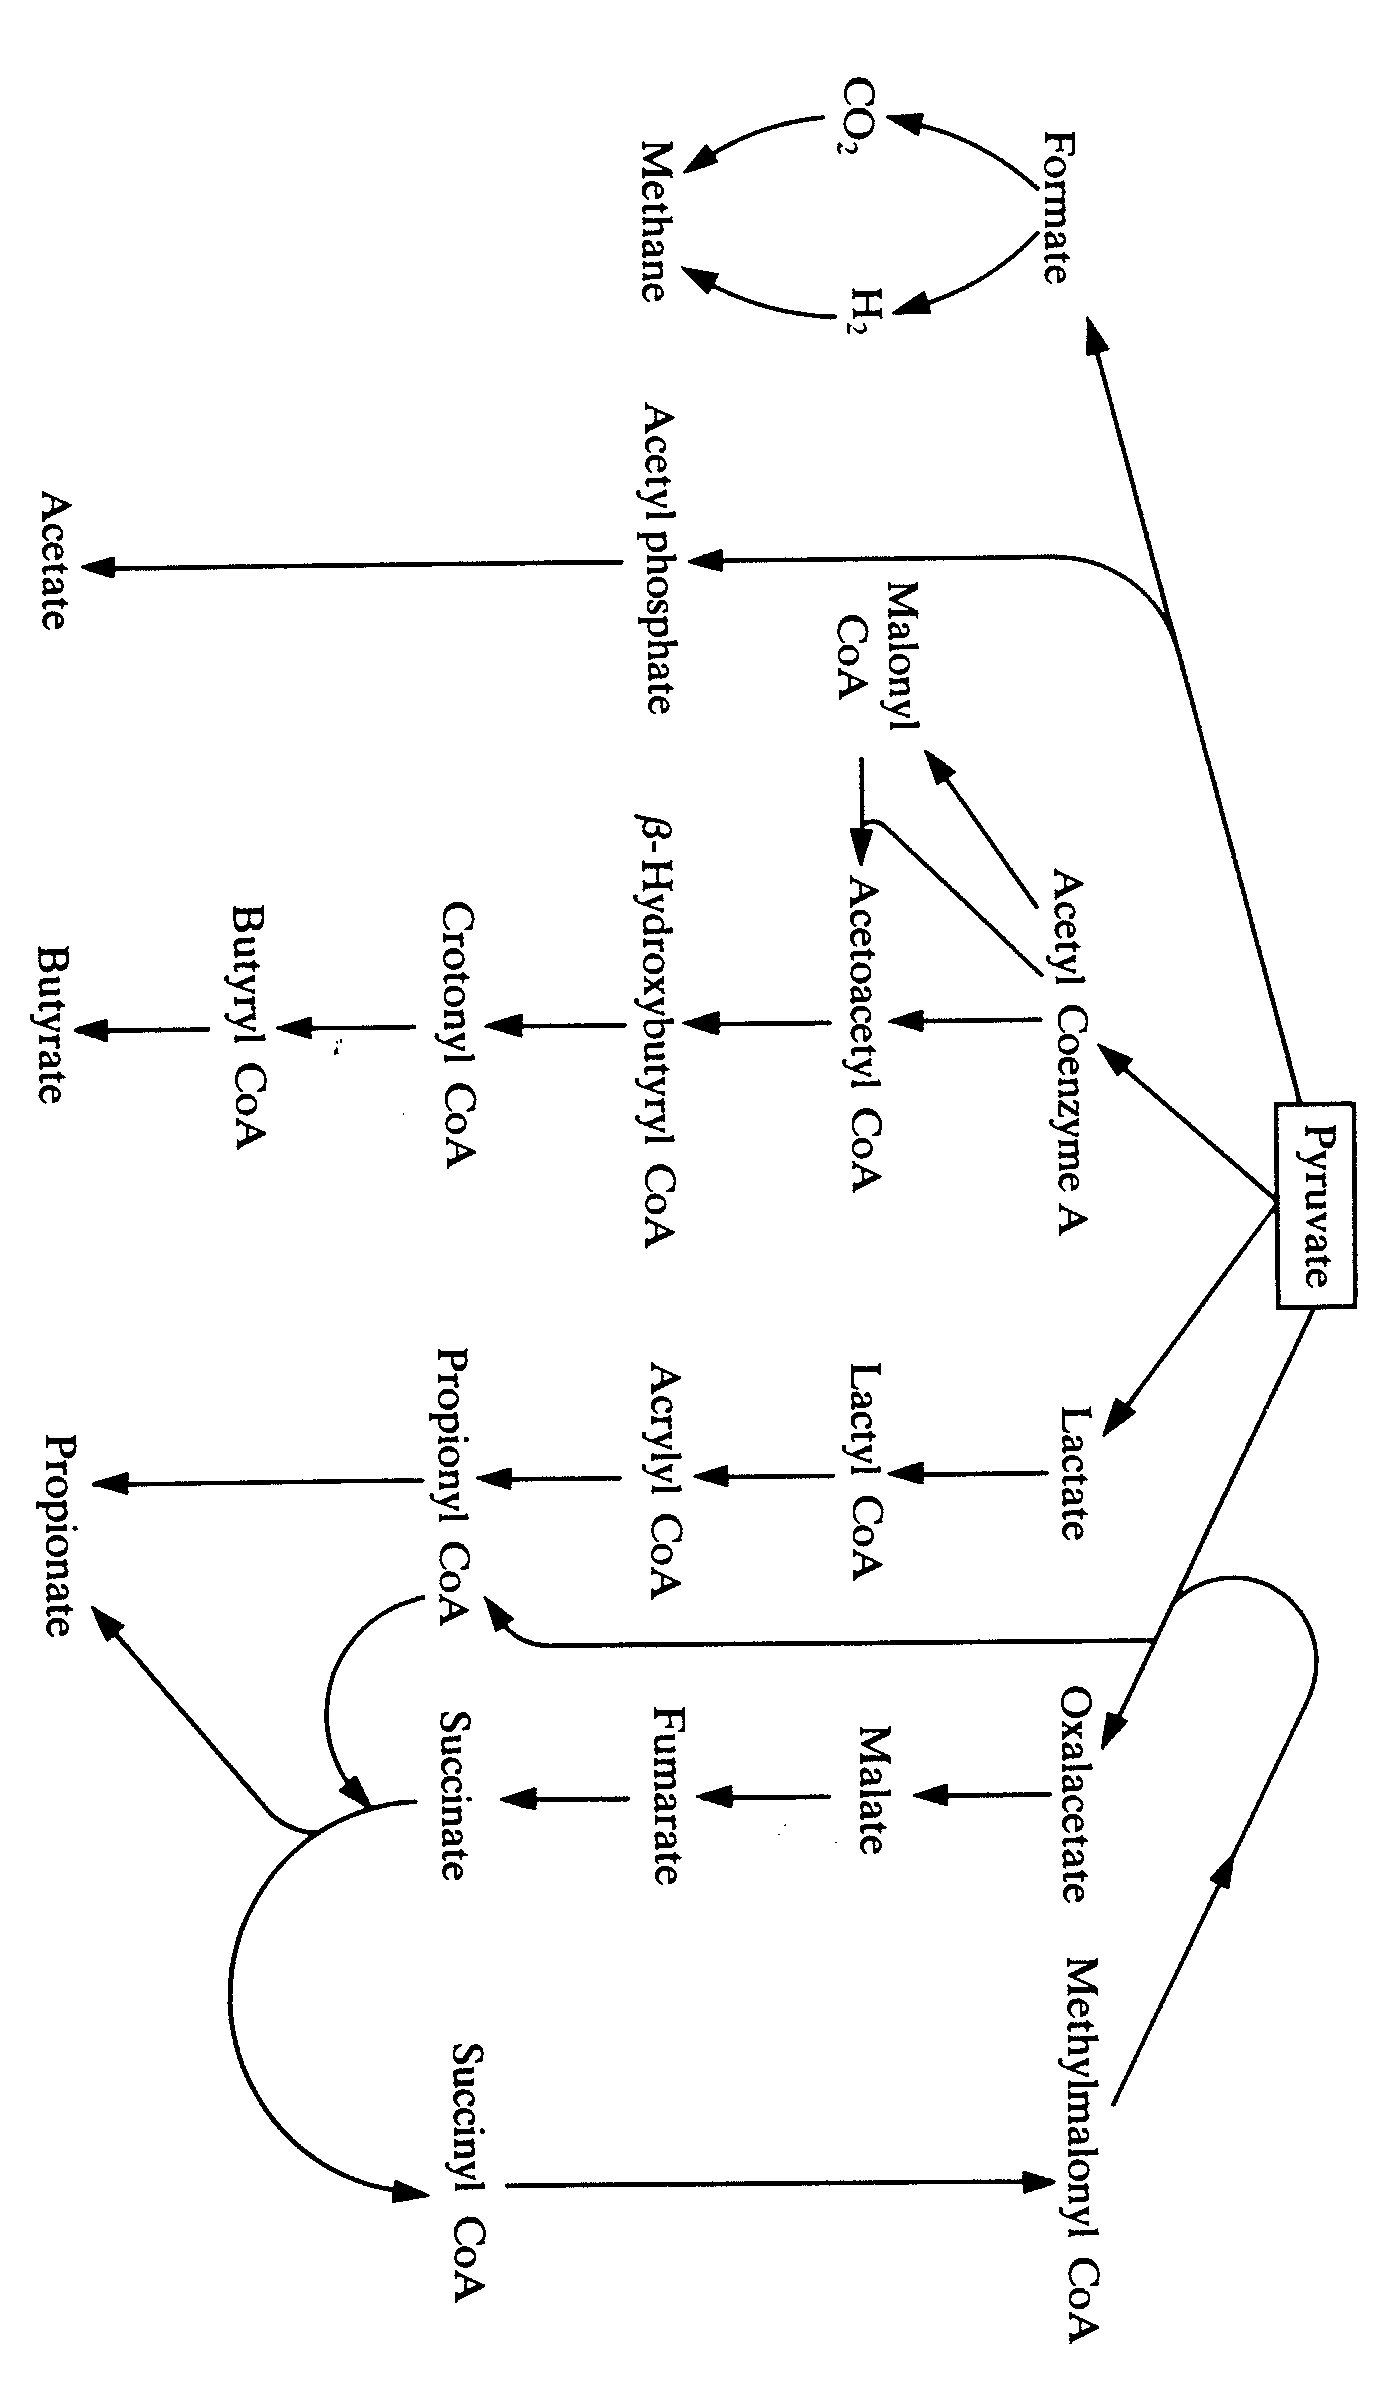 Pyruvate
Formate
Acetyl Coenzyme A
Lactate
Oxalacetate
Methylmalonyl CoA
CO₂
H₂
Malonyl
CoA
Acetoacetyl CoA
Lactyl CoA
Malate
Methane
Acetyl phosphate
β-Hydroxybutyryl CoA
Acrylyl CoA
Fumarate
Crotonyl CoA
Propionyl CoA
Succinate
Succinyl CoA
Butyryl CoA
Acetate
Butyrate
Propionate